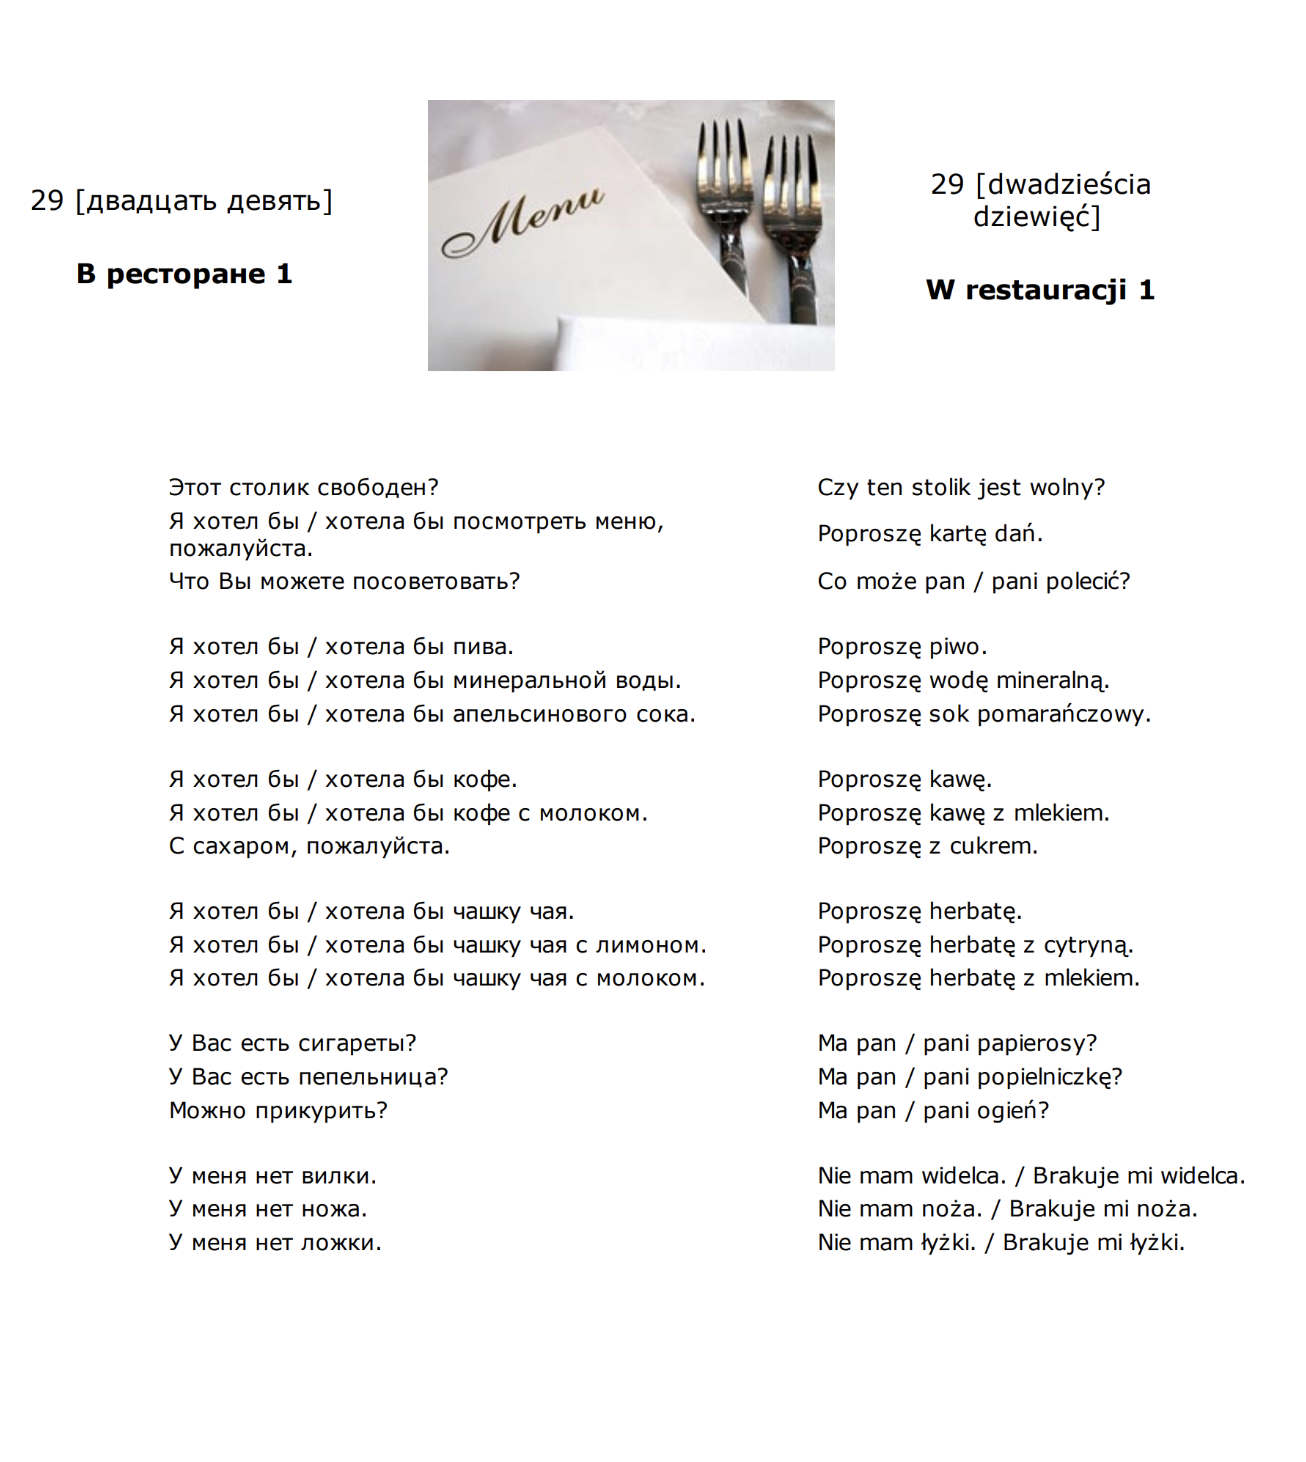 29 [двадцать девять]
В ресторане 1
Menu
29 [dwadzieścia
dziewięć]
W restauracji 1
Этот столик свободен?
Czy ten stolik jest wolny?
Я хотел бы / хотела бы посмотреть меню,
пожалуйста.
Poproszę kartę dań.
Что Вы можете посоветовать?
Co może pan / pani polecić?
Я хотел бы / хотела бы пива.
Poproszę piwo.
Я хотел бы / хотела бы минеральной воды.
Poproszę wodę mineralną.
Я хотел бы / хотела бы апельсинового сока.
Poproszę sok pomarańczowy.
Я хотел бы / хотела бы кофе.
Poproszę kawę.
Я хотел бы / хотела бы кофе с молоком.
Poproszę kawę z mlekiem.
С сахаром, пожалуйста.
Poproszę z cukrem.
Я хотел бы / хотела бы чашку чая.
Poproszę herbatę.
Я хотел бы / хотела бы чашку чая с лимоном.
Poproszę herbatę z cytryną.
Я хотел бы / хотела бы чашку чая с молоком.
Poproszę herbatę z mlekiem.
У Вас есть сигареты?
Ma pan / pani papierosy?
У Вас есть пепельница?
Ma pan / pani popielniczkę?
Можно прикурить?
Ma pan / pani ogień?
У меня нет вилки.
Nie mam widelca. / Brakuje mi widelca.
У меня нет ножа.
Nie mam noża. / Brakuje mi noża.
У меня нет ложки.
Nie mam łyżki. / Brakuje mi łyżki.